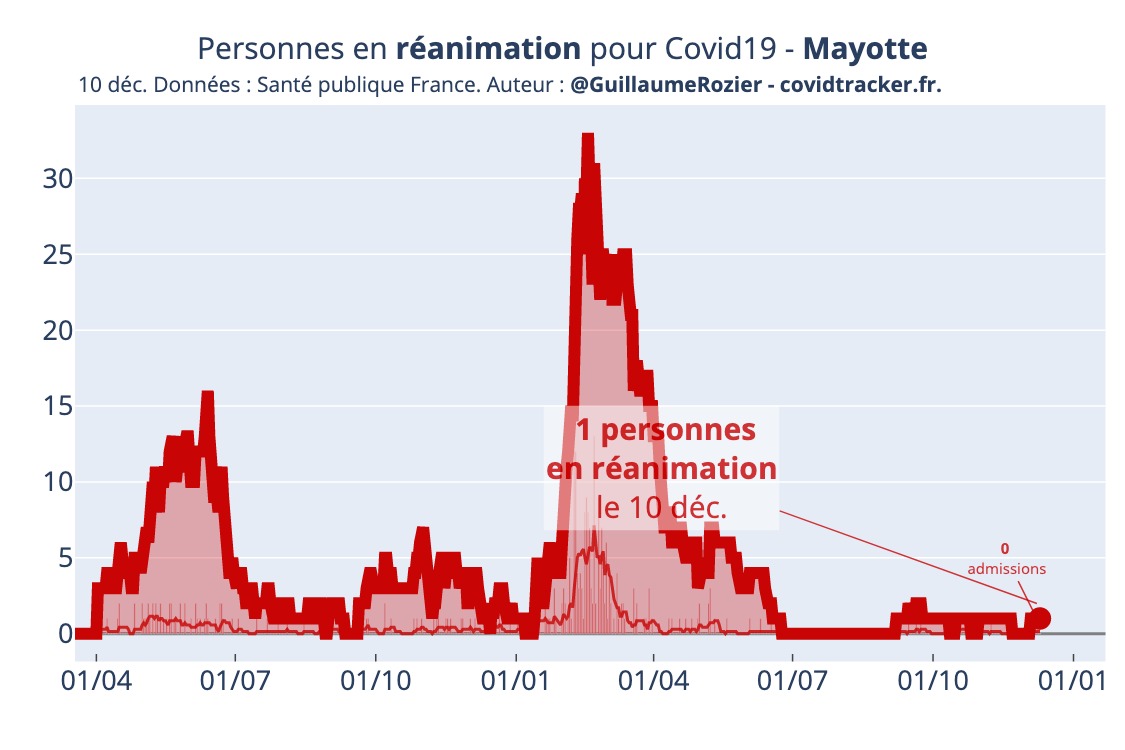 Personnes en réanimation pour Covid19 - Mayotte
10 déc. Données : Santé publique France. Auteur : @GuillaumeRozier - covidtracker.fr.
30
25
20
15
10
5
0
1 personnes
en réanimation
le 10 déc.
0
admissions
01/04
01/07
01/10
01/01
01/04
01/07
01/10
01/01